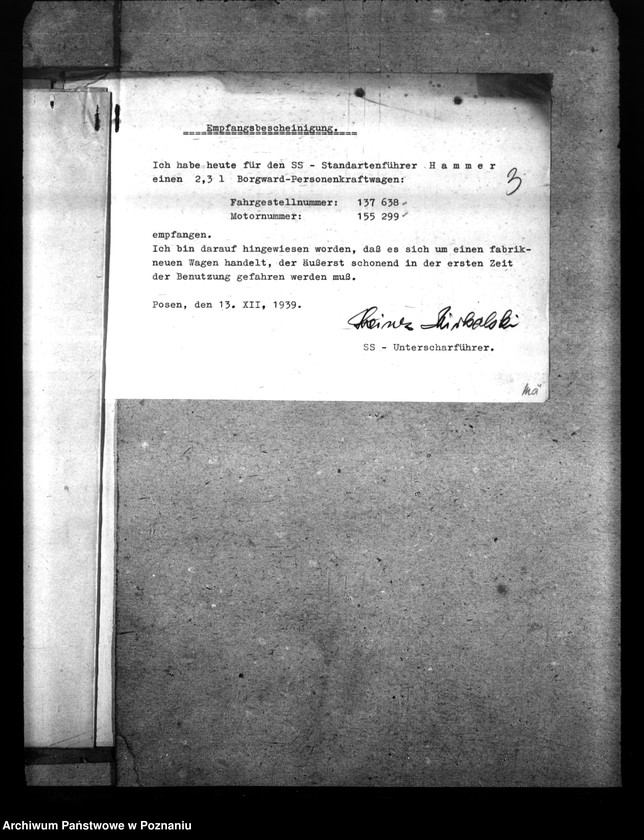 Empfangsbescheinigung.
Ich habe heute für den SS - Standartenführer H a m m e r
einen 2,3 l Borgward-Personenkraftwagen:
3
Fahrgestellnummer: 137 638
Motornummer: 155 299
empfangen.
Ich bin darauf hingewiesen worden, daß es sich um einen fabrik-
neuen Wagen handelt, der äußerst schonend in der ersten Zeit
der Benutzung gefahren werden muß.
Posen, den 13. XII, 1939.
SS - Unterscharführer.
Archiwum Państwowe w Poznaniu